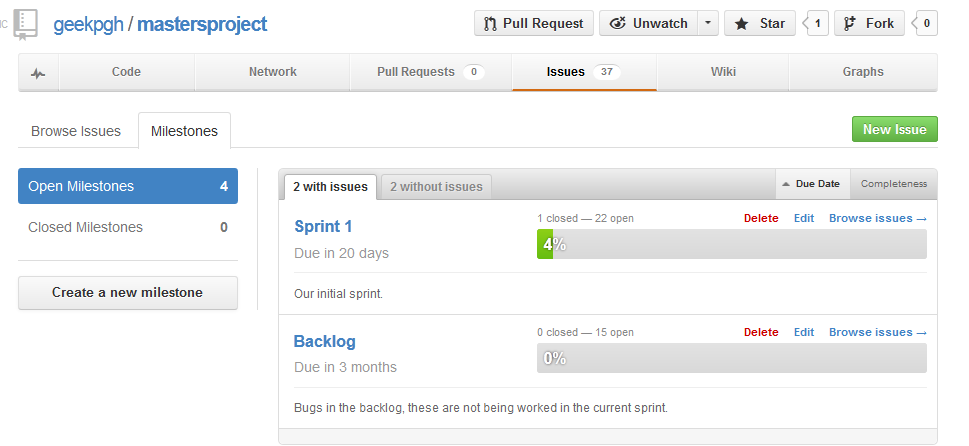 geekpgh / mastersproject
Pull Request Unwatch Star 1 Fork 0
Code Network Pull Requests 0 Issues 37 Wiki Graphs
Browse Issues Milestones New Issue
Open Milestones 4
Closed Milestones 0
Create a new milestone
2 with issues 2 without issues Due Date Completeness
Sprint 1
1 closed — 22 open Delete Edit Browse issues →
Due in 20 days
4%
Our initial sprint.
Backlog
0 closed — 15 open Delete Edit Browse issues →
Due in 3 months
0%
Bugs in the backlog, these are not being worked in the current sprint.